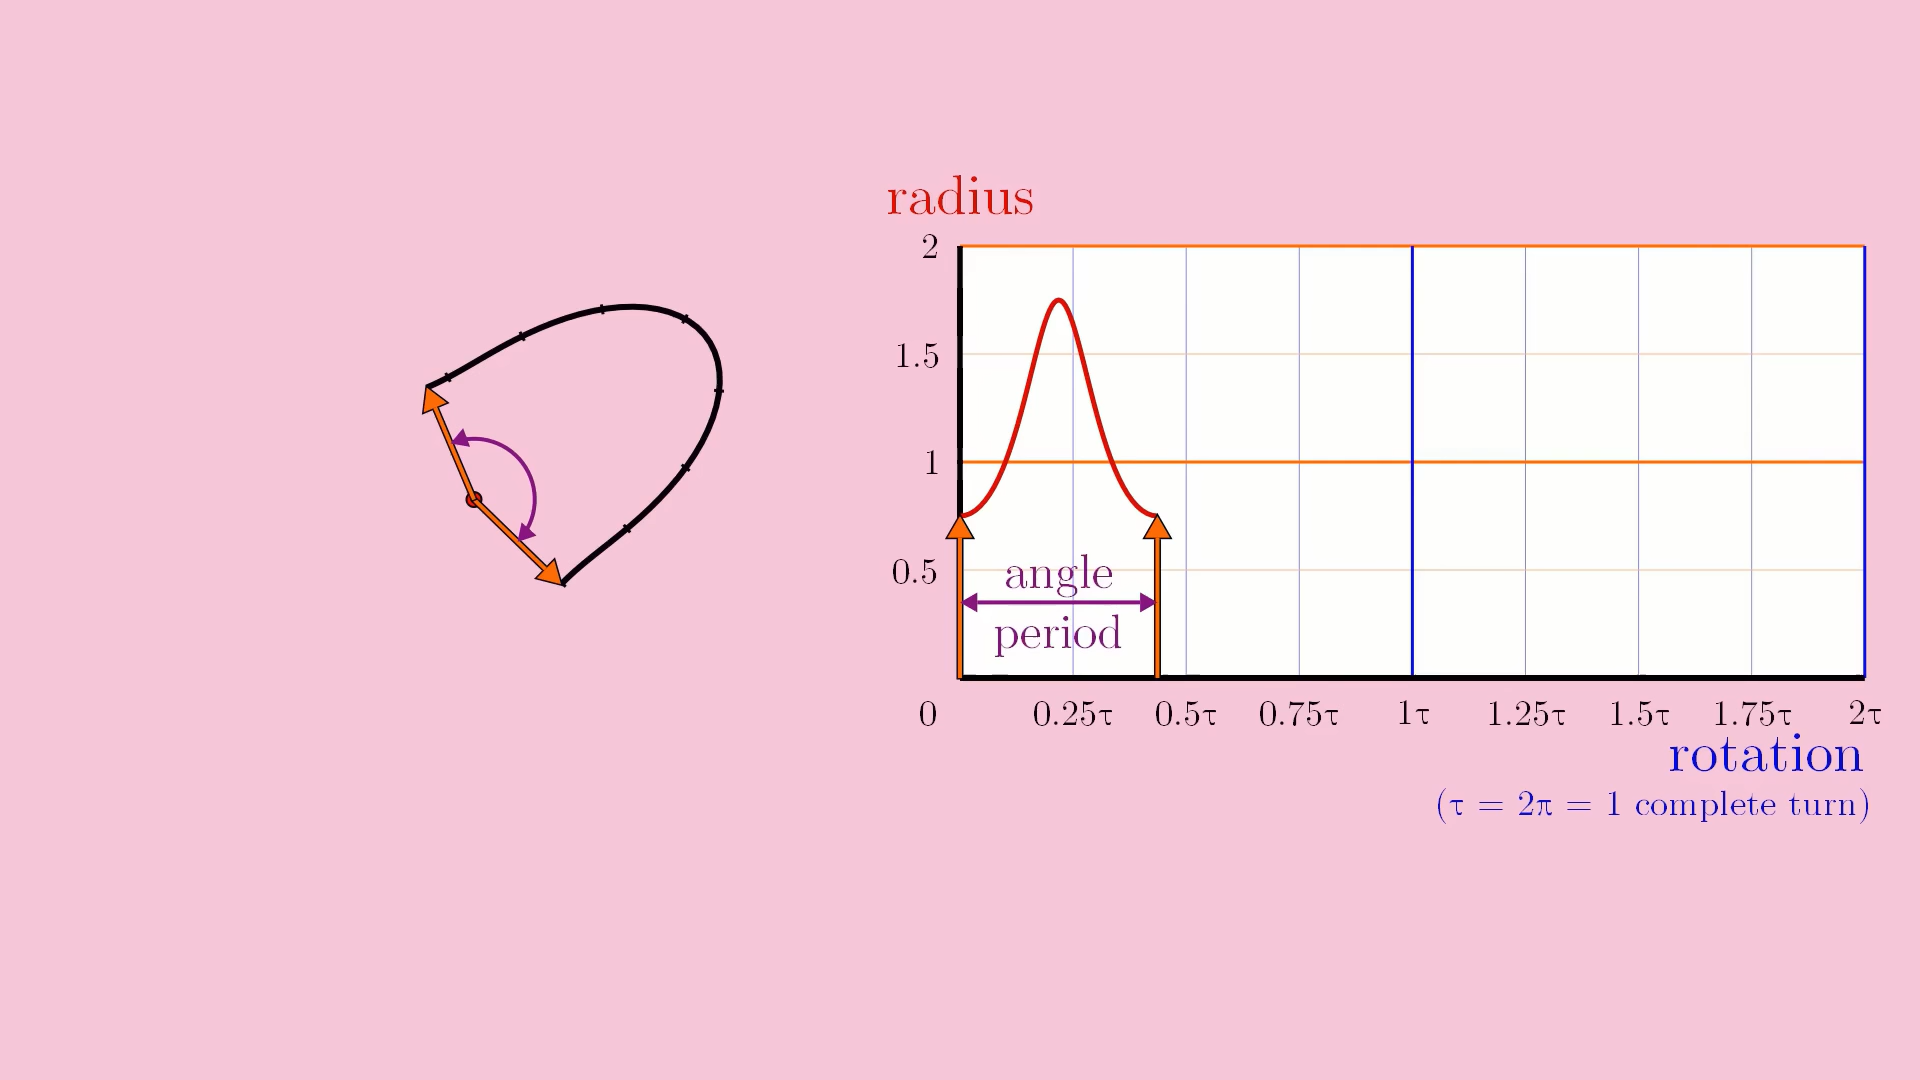 radius
2
1.5
1
0.5
angle
period
0 0.25τ 0.5τ 0.75τ 1τ 1.25τ 1.5τ 1.75τ 2τ
rotation
(τ = 2π = 1 complete turn)